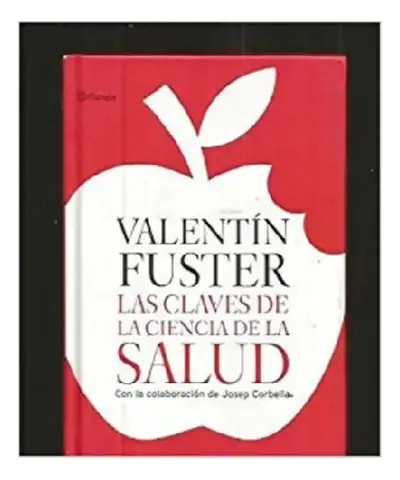 Planeta
VALENTÍN
FUSTER
LAS CLAVES DE
LA CIENCIA DE LA
SALUD
Con la colaboración de Josep Corbella.